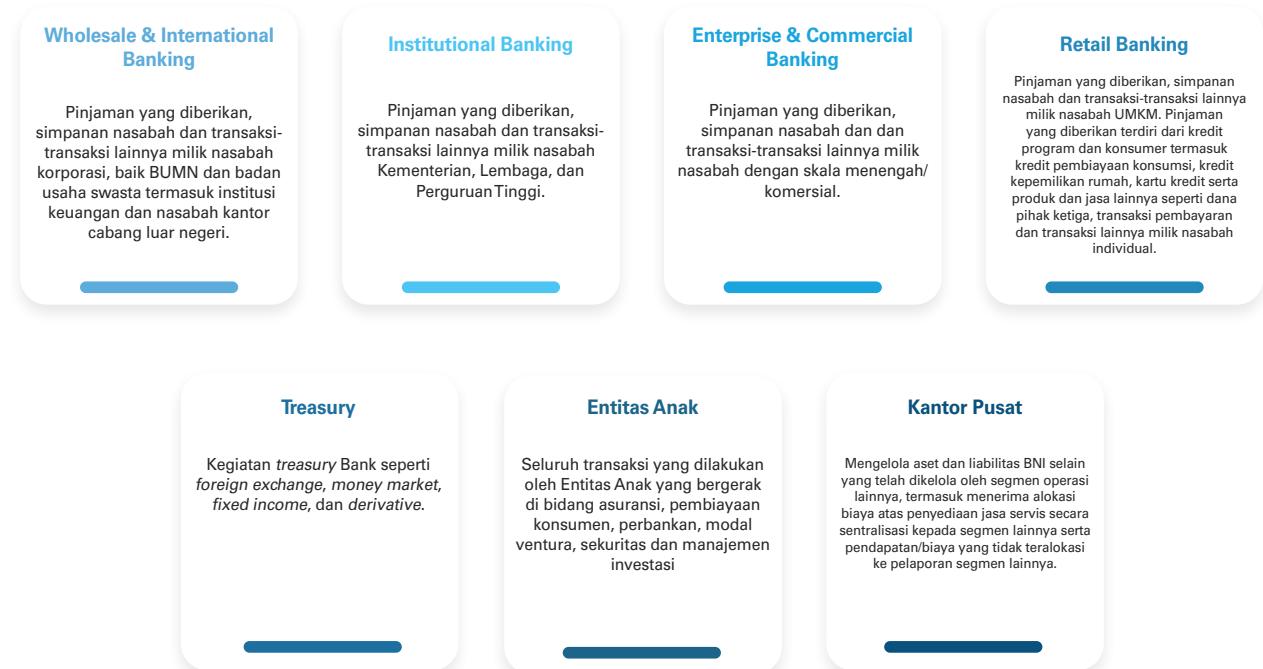 Wholesale & International
Banking
Pinjaman yang diberikan,
simpanan nasabah dan transaksi-
transaksi lainnya milik nasabah
korporasi, baik BUMN dan badan
usaha swasta termasuk institusi
keuangan dan nasabah kantor
cabang luar negeri.
Institutional Banking
Pinjaman yang diberikan,
simpanan nasabah dan transaksi-
transaksi lainnya milik nasabah
Kementerian, Lembaga, dan
Perguruan Tinggi.
Enterprise & Commercial
Banking
Pinjaman yang diberikan,
simpanan nasabah dan dan
transaksi-transaksi lainnya milik
nasabah dengan skala menengah/
komersial.
Retail Banking
Pinjaman yang diberikan, simpanan
nasabah dan transaksi-transaksi lainnya
milik nasabah UMKM. Pinjaman
yang diberikan terdiri dari kredit
program dan konsumer termasuk
kredit pembiayaan konsumsi, kredit
kepemilikan rumah, kartu kredit serta
produk dan jasa lainnya seperti dana
pihak ketiga, transaksi pembayaran
dan transaksi lainnya milik nasabah
individual.
Treasury
Kegiatan treasury Bank seperti
foreign exchange, money market,
fixed income, dan derivative.
Entitas Anak
Seluruh transaksi yang dilakukan
oleh Entitas Anak yang bergerak
di bidang asuransi, pembiayaan
konsumen, perbankan, modal
ventura, sekuritas dan manajemen
investasi
Kantor Pusat
Mengelola aset dan liabilitas BNI selain
yang telah dikelola oleh segmen operasi
lainnya, termasuk menerima alokasi
biaya atas penyediaan jasa servis secara
sentralisasi kepada segmen lainnya serta
pendapatan/biaya yang tidak teralokasi
ke pelaporan segmen lainnya.